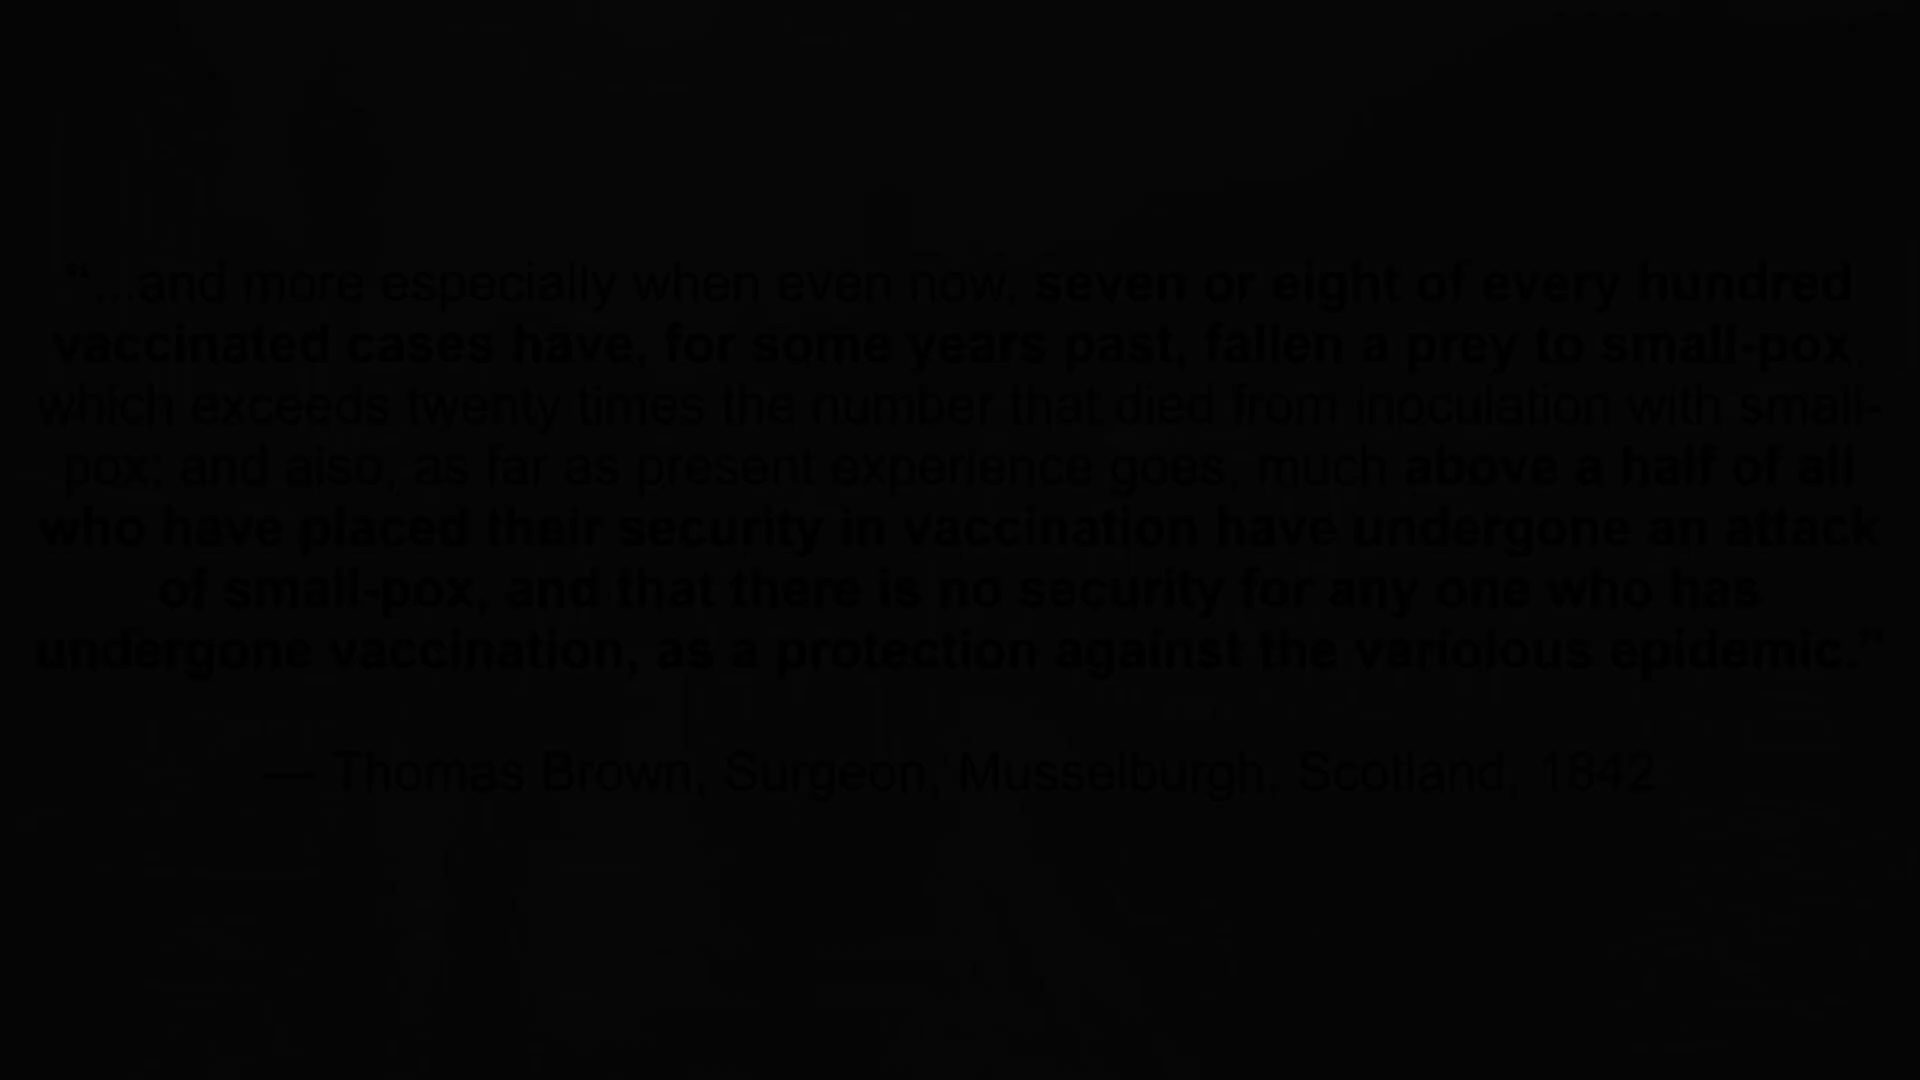 "...and more especially when even now, seven or eight of every hundred
vaccinated cases have, for some years past, fallen a prey to small-pox,
which exceeds twenty times the number that died from inoculation with small-
pox; and also, as far as present experience goes, much above a half of all
who have placed their security in vaccination have undergone an attack
of small-pox, and that there is no security for any one who has
undergone vaccination, as a protection against the variolous epidemic."
— Thomas Brown, Surgeon, Musselburgh, Scotland, 1842